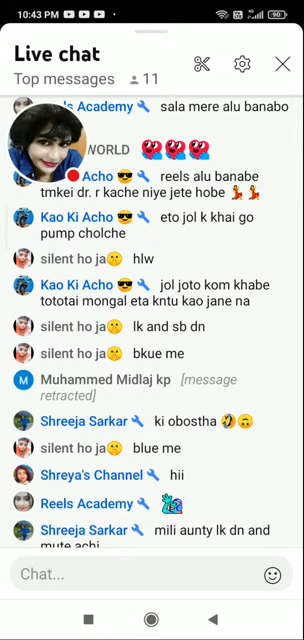 10:43 PM
4G
90
Live chat
Top messages 11
Academy sala mere alu banabo
WORLD
Acho 😎 reels alu banabe
tmkei dr. r kache niye jete hobe 💃💃
Kao Ki Acho 😎 eto jol k khai go
pump cholche
silent ho ja🤫 hlw
Kao Ki Acho 😎 jol joto kom khabe
tototai mongal eta kntu kao jane na
silent ho ja🤫 lk and sb dn
silent ho ja🤫 bkue me
M Muhammed Midlaj kp [message
retracted]
Shreeja Sarkar ki obostha 🤣🙃
silent ho ja🤫 blue me
Shreya's Channel hii
Reels Academy
Shreeja Sarkar mili aunty lk dn and
mute achi
Chat...